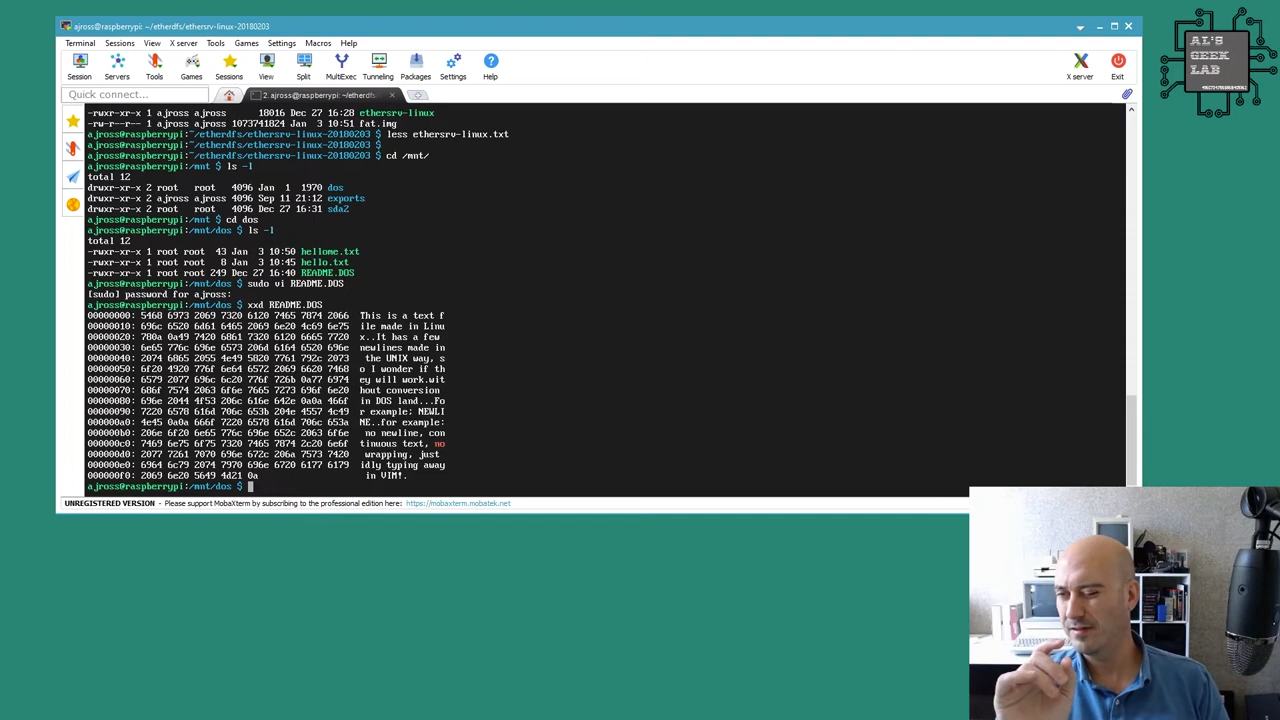 ajross@raspberrypi: ~/etherdfs/ethersrv-linux-20180203
AL'S
GEEK
LAB
Terminal Sessions View X server Tools Games Settings Macros Help
Session Servers Tools Games Sessions View Split MultiExec Tunneling Packages Settings Help X server Exit
Quick connect... 2. ajross@raspberrypi: ~/etherdfs
-rwxr-xr-x 1 ajross ajross 18016 Dec 27 16:28 ethersrv-linux
-rw-r--r-- 1 ajross ajross 1073741824 Jan 3 10:51 fat.img
ajross@raspberrypi:~/etherdfs/ethersrv-linux-20180203 $ less ethersrv-linux.txt
ajross@raspberrypi:~/etherdfs/ethersrv-linux-20180203 $
ajross@raspberrypi:~/etherdfs/ethersrv-linux-20180203 $ cd /mnt/
ajross@raspberrypi:/mnt $ ls -l
total 12
drwxr-xr-x 2 root root 4096 Jan 1 1970 dos
drwxr-xr-x 2 ajross ajross 4096 Sep 11 21:12 exports
drwxr-xr-x 2 root root 4096 Dec 27 16:31 sda2
ajross@raspberrypi:/mnt $ cd dos
ajross@raspberrypi:/mnt/dos $ ls -l
total 12
-rwxr-xr-x 1 root root 43 Jan 3 10:50 hellome.txt
-rwxr-xr-x 1 root root 8 Jan 3 10:45 hello.txt
-rwxr-xr-x 1 root root 249 Dec 27 16:40 README.DOS
ajross@raspberrypi:/mnt/dos $ sudo vi README.DOS
[sudo] password for ajross:
ajross@raspberrypi:/mnt/dos $ xxd README.DOS
00000000: 5468 6973 2069 7320 6120 7465 7874 2066 This is a text f
00000010: 696c 6520 6d61 6465 2069 6e20 4c69 6e75 ile made in Linu
00000020: 780a 0a49 7420 6861 7320 6120 6665 7720 x..It has a few
00000030: 6e65 776c 696e 6573 206d 6164 6520 696e newlines made in
00000040: 2074 6865 2055 4e49 5820 7761 792c 2073 the UNIX way, s
00000050: 6f20 4920 776f 6e64 6572 2069 6620 7468 o I wonder if th
00000060: 6579 2077 696c 6c20 776f 726b 0a77 6974 ey will work.wit
00000070: 686f 7574 2063 6f6e 7665 7273 696f 6e20 hout conversion
00000080: 696e 2044 4f53 206c 616e 642e 0a0a 466f in DOS land...Fo
00000090: 7220 6578 616d 706c 653b 204e 4557 4c49 r example; NEWLI
000000a0: 4e45 0a0a 666f 7220 6578 616d 706c 653a NE..for example:
000000b0: 206e 6f20 6e65 776c 696e 652c 2063 6f6e no newline, con
000000c0: 7469 6e75 6f75 7320 7465 7874 2c20 6e6f tinuous text, no
000000d0: 2077 7261 7070 696e 672c 206a 7573 7420 wrapping, just
000000e0: 6964 6c79 2074 7970 696e 6720 6177 6179 idly typing away
000000f0: 2069 6e20 5649 4d21 0a in VIM!.
ajross@raspberrypi:/mnt/dos $
UNREGISTERED VERSION - Please support MobaXterm by subscribing to the professional edition here: https://mobaxterm.mobatek.net